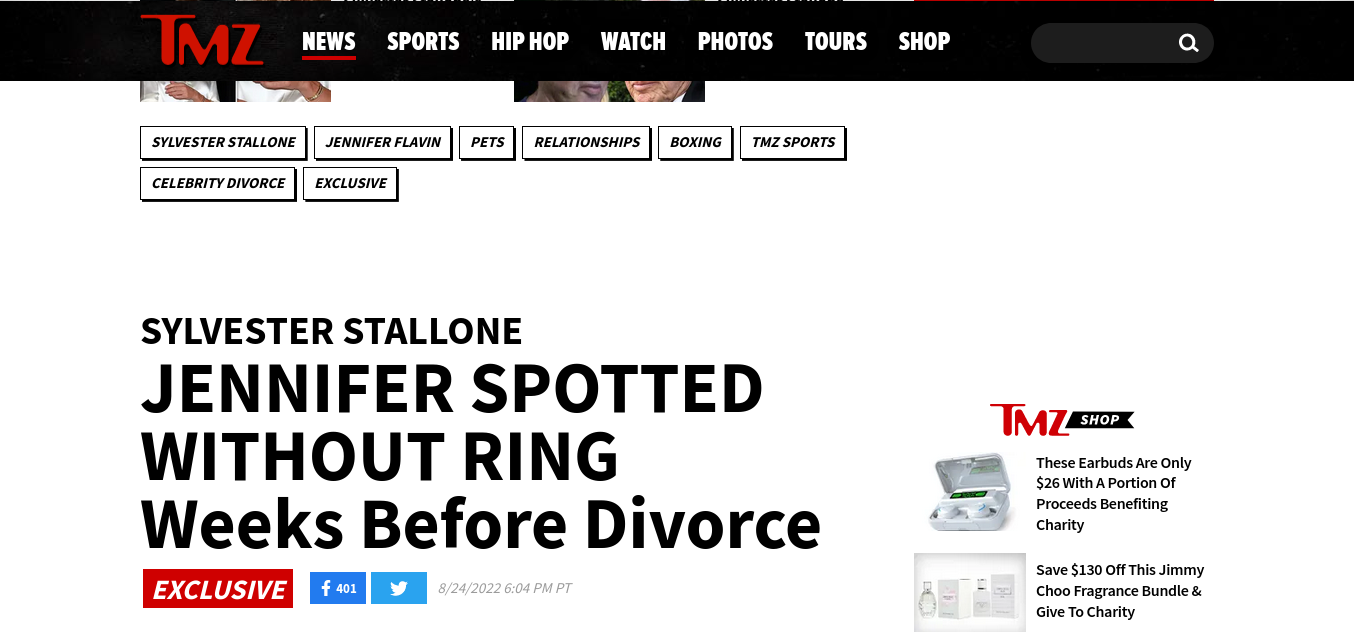 TMZ
NEWS
SPORTS
HIP HOP
WATCH
PHOTOS
TOURS
SHOP
SYLVESTER STALLONE
JENNIFER FLAVIN
PETS
RELATIONSHIPS
BOXING
TMZ SPORTS
CELEBRITY DIVORCE
EXCLUSIVE
SYLVESTER STALLONE
JENNIFER SPOTTED
WITHOUT RING
Weeks Before Divorce
EXCLUSIVE
401
8/24/2022 6:04 PM PT
TMZ SHOP
These Earbuds Are Only
$26 With A Portion Of
Proceeds Benefiting
Charity
Save $130 Off This Jimmy
Choo Fragrance Bundle &
Give To Charity